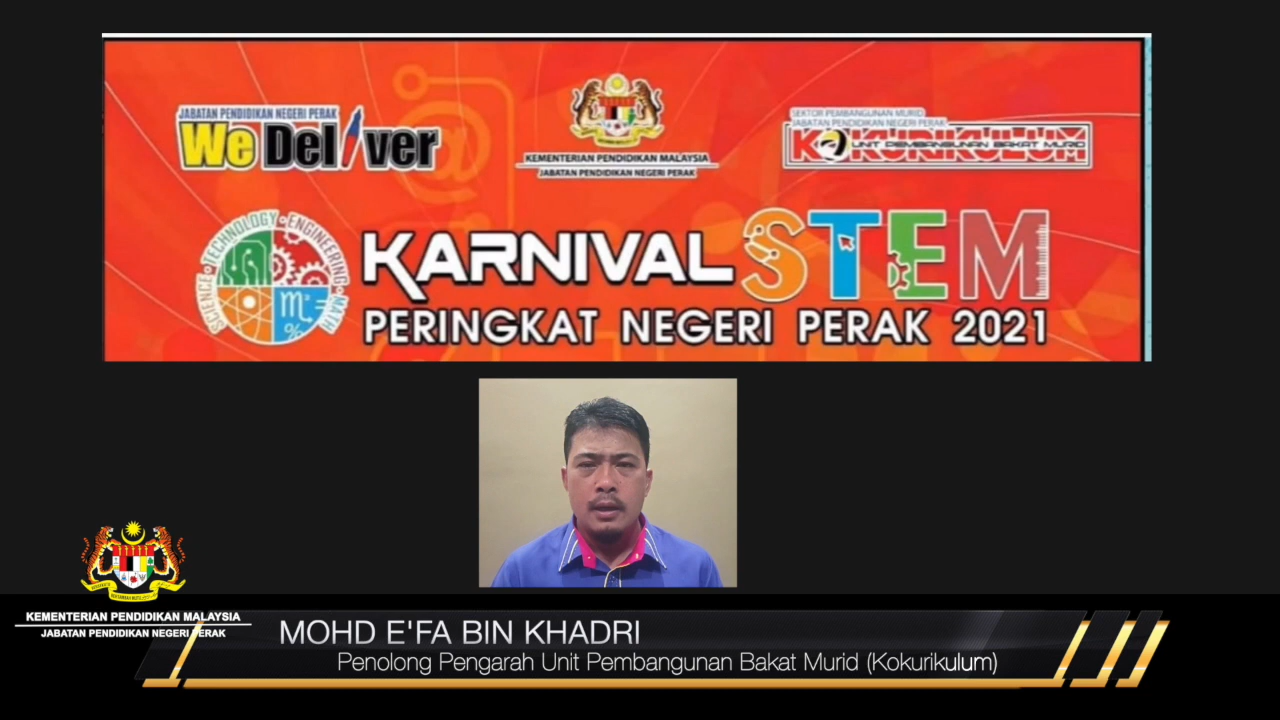 JABATAN PENDIDIKAN NEGERI PERAK
We Deliver
KEMENTERIAN PENDIDIKAN MALAYSIA
JABATAN PENDIDIKAN NEGERI PERAK
SEKTOR PEMBANGUNAN MURID
JABATAN PENDIDIKAN NEGERI PERAK
KOKURIKULUM
UNIT PEMBANGUNAN BAKAT MURID
SCIENCE • TECHNOLOGY • ENGINEERING • MATH
KARNIVAL STEM
PERINGKAT NEGERI PERAK 2021
KEMENTERIAN PENDIDIKAN MALAYSIA
JABATAN PENDIDIKAN NEGERI PERAK
MOHD E'FA BIN KHADRI
Penolong Pengarah Unit Pembangunan Bakat Murid (Kokurikulum)